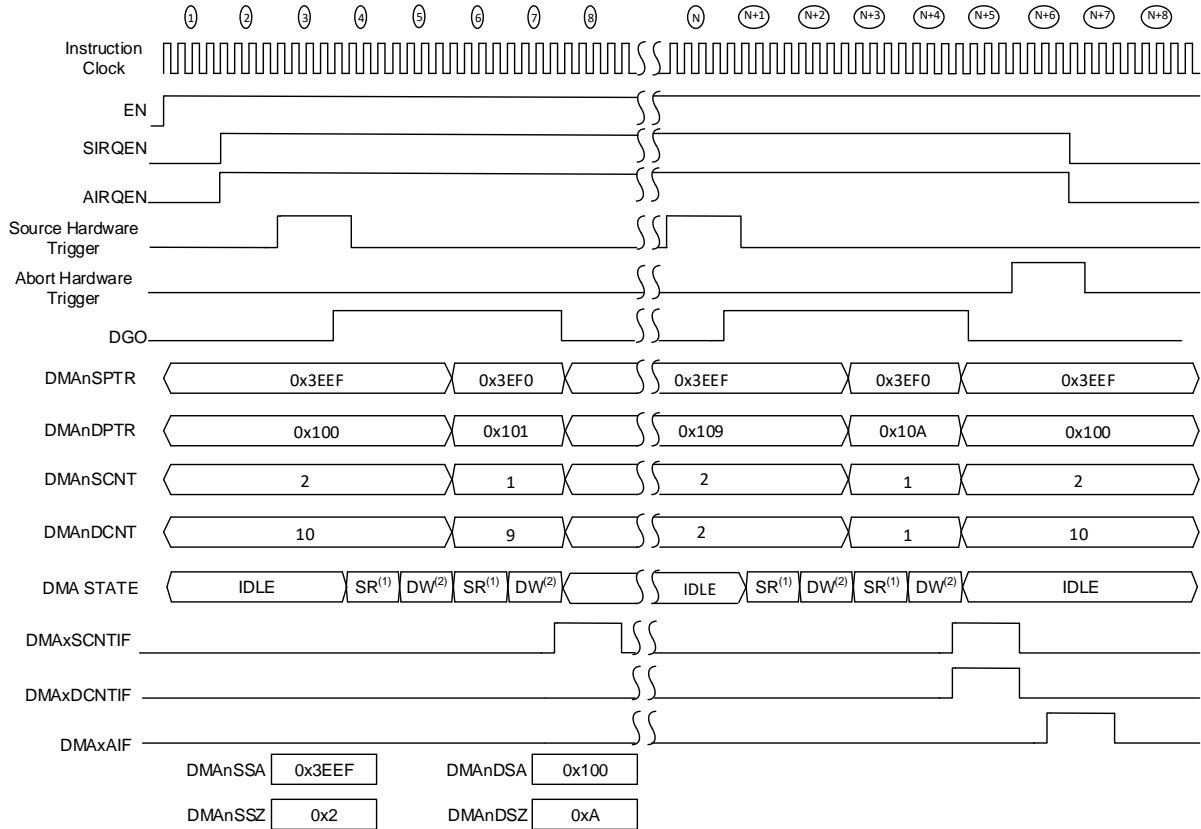 1 2 3 4 5 6 7 8 N N+1 N+2 N+3 N+4 N+5 N+6 N+7 N+8
Instruction
Clock
EN
SIRQEN
AIRQEN
Source Hardware
Trigger
Abort Hardware
Trigger
DGO
DMAnSPTR 0x3EEF 0x3EF0 0x3EEF 0x3EF0 0x3EEF
DMAnDPTR 0x100 0x101 0x109 0x10A 0x100
DMAnSCNT 2 1 2 1 2
DMAnDCNT 10 9 2 1 10
DMA STATE IDLE SR(1) DW(2) SR(1) DW(2) IDLE SR(1) DW(2) SR(1) DW(2) IDLE
DMAxSCNTIF
DMAxDCNTIF
DMAxAIF
DMAnSSA 0x3EEF DMAnDSA 0x100
DMAnSSZ 0x2 DMAnDSZ 0xA